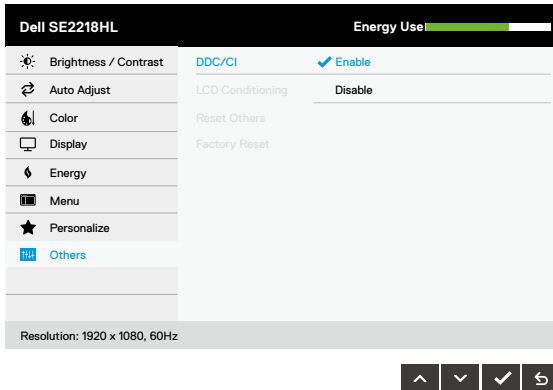 Dell SE2218HL Energy Use
Brightness / Contrast DDC/CI Enable
Auto Adjust LCD Conditioning Disable
Color Reset Others
Display Factory Reset
Energy
Menu
Personalize
Others
Resolution: 1920 x 1080, 60Hz